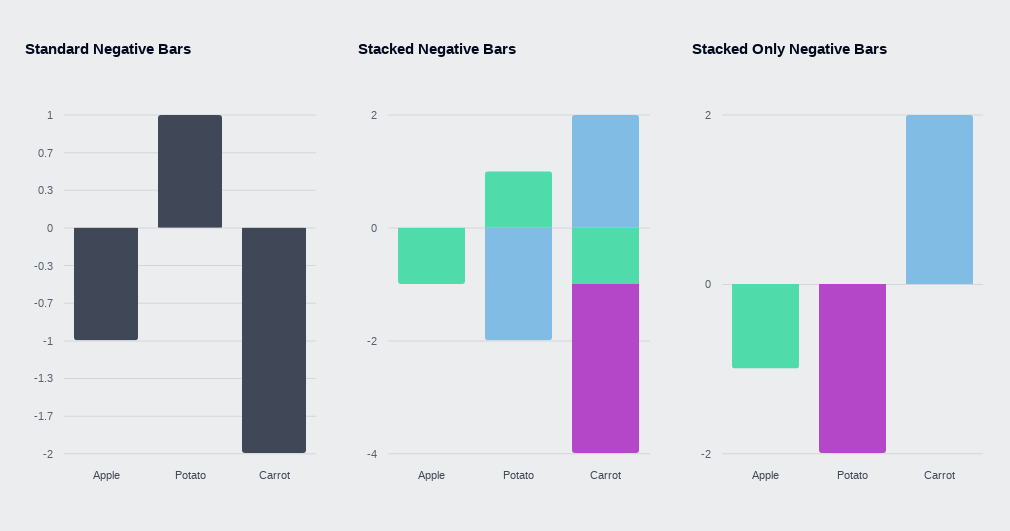 Standard Negative Bars
1
0.7
0.3
0
-0.3
-0.7
-1
-1.3
-1.7
-2
Apple Potato Carrot
Stacked Negative Bars
2
0
-2
-4
Apple Potato Carrot
Stacked Only Negative Bars
2
0
-2
Apple Potato Carrot